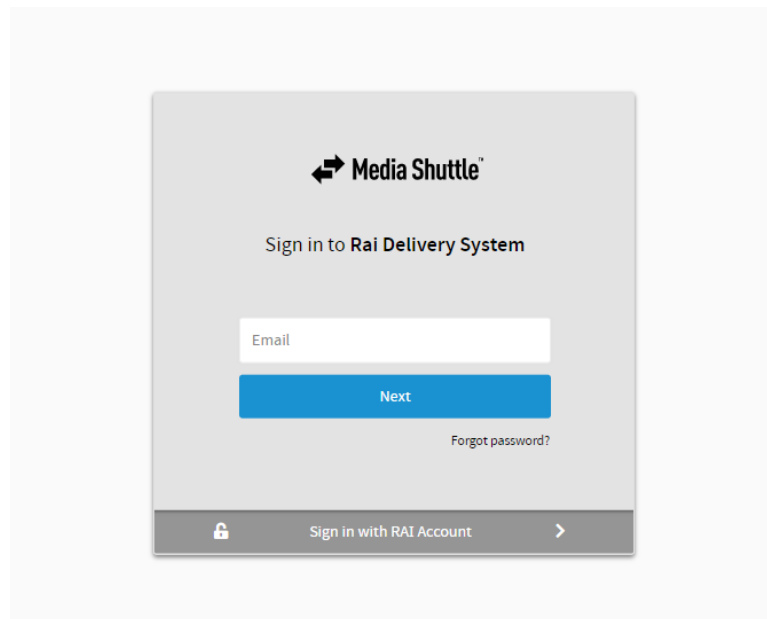 Media Shuttle™
Sign in to Rai Delivery System
Email
Next
Forgot password?
Sign in with RAI Account